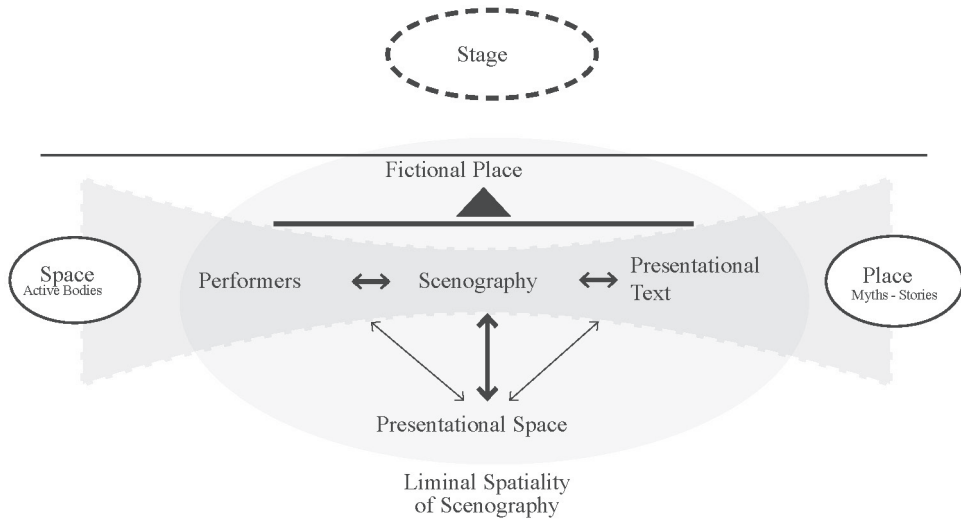 Stage
Fictional Place
Space
Active Bodies
Performers
Scenography
Presentational
Text
Place
Myths - Stories
Presentational Space
Liminal Spatiality
of Scenography